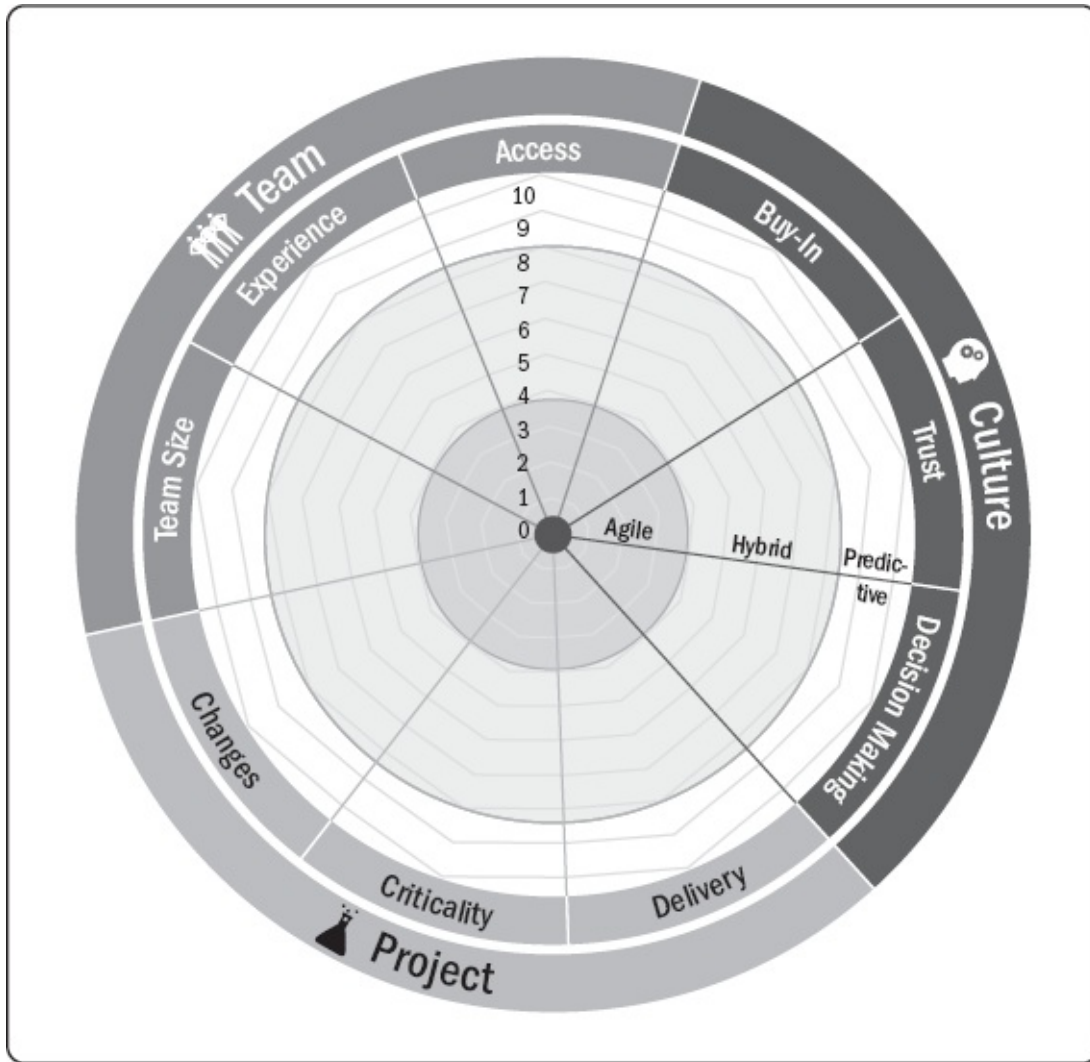 Team
Access
Experience
Team Size
Culture
Buy-In
Trust
Decision Making
Project
Changes
Criticality
Delivery
10
9
8
7
6
5
4
3
2
1
0
Agile
Hybrid
Predic-
tive